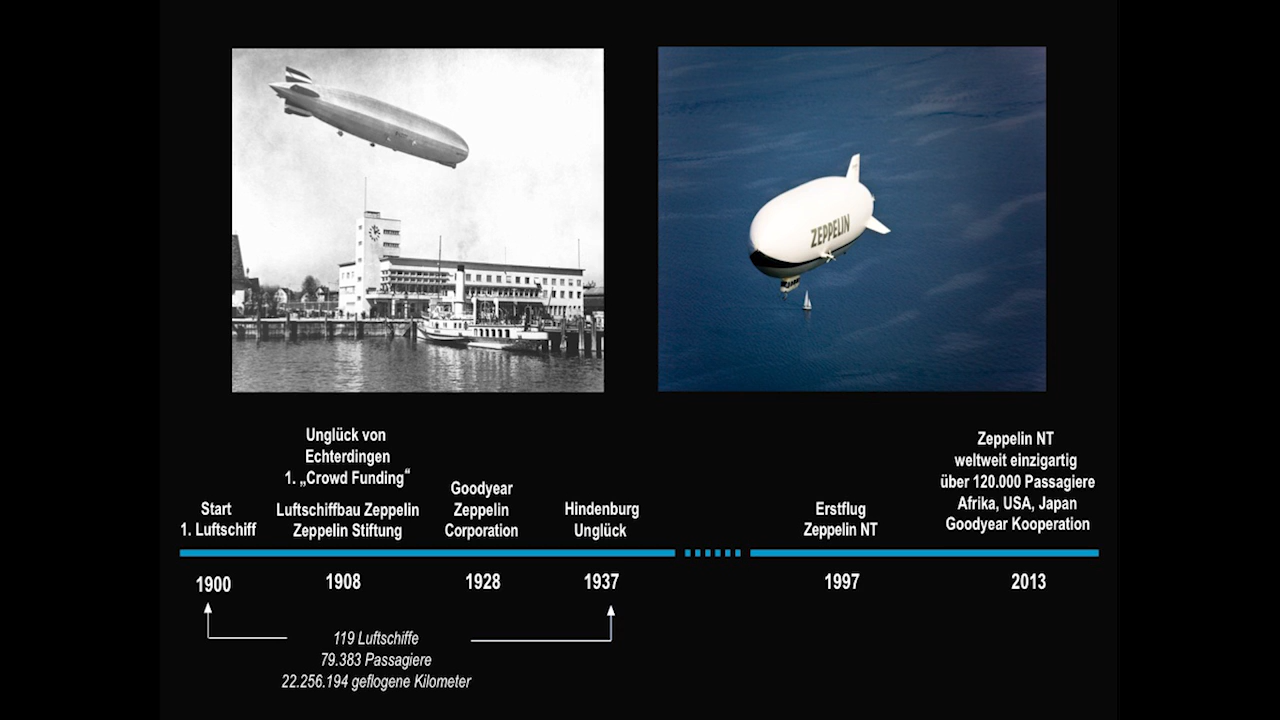 ZEPPELIN
Unglück von
Echterdingen
1. „Crowd Funding“
Start
1. Luftschiff
Luftschiffbau Zeppelin
Zeppelin Stiftung
Goodyear
Zeppelin
Corporation
Hindenburg
Unglück
Erstflug
Zeppelin NT
Zeppelin NT
weltweit einzigartig
über 120.000 Passagiere
Afrika, USA, Japan
Goodyear Kooperation
1900
1908
1928
1937
1997
2013
119 Luftschiffe
79.383 Passagiere
22.256.194 geflogene Kilometer